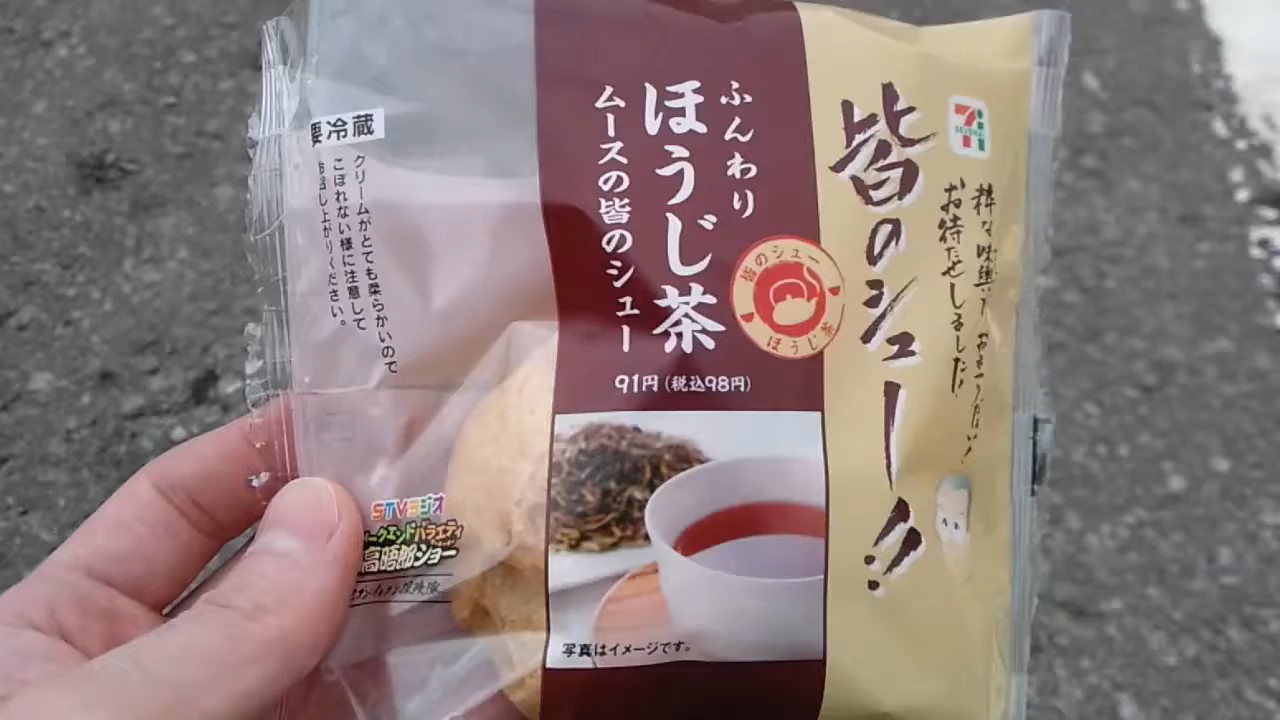 皆のシュー!!
お待たせしるした!
ふんわり
ほうじ茶
ムースの皆のシュー
91円(税込98円)
皆のシュー
ほうじ茶
要冷蔵
クリームがとても柔らかいので
こぼれない様に注意して
お召し上がりください。
STVラジオ
ークエンドバラエティ
高晤郎ショー
写真はイメージです。